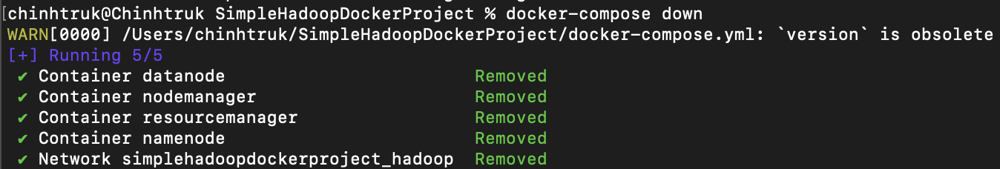 [chinhtruk@Chinhtruk SimpleHadoopDockerProject % docker-compose down
WARN[0000] /Users/chinhtruk/SimpleHadoopDockerProject/docker-compose.yml: `version` is obsolete
[+] Running 5/5
✔ Container datanode Removed
✔ Container nodemanager Removed
✔ Container resourcemanager Removed
✔ Container namenode Removed
✔ Network simplehadoopdockerproject_hadoop Removed